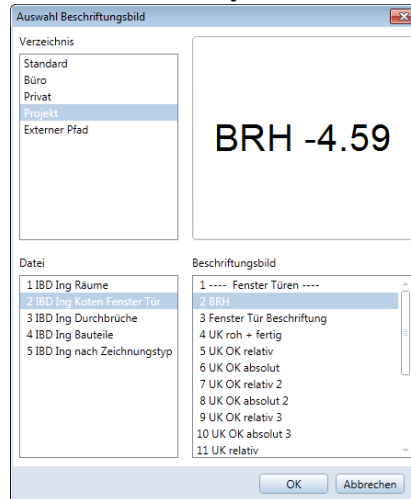 Auswahl Beschriftungsbild
Verzeichnis
Standard
Büro
Privat
Projekt
Externer Pfad
BRH -4.59
Datei
1 IBD Ing Räume
2 IBD Ing Koten Fenster Tür
3 IBD Ing Durchbrüche
4 IBD Ing Bauteile
5 IBD Ing nach Zeichnungstyp
Beschriftungsbild
1 ---- Fenster Türen ----
2 BRH
3 Fenster Tür Beschriftung
4 UK roh + fertig
5 UK OK relativ
6 UK OK absolut
7 UK OK relativ 2
8 UK OK absolut 2
9 UK OK relativ 3
10 UK OK absolut 3
11 UK relativ
OK
Abbrechen